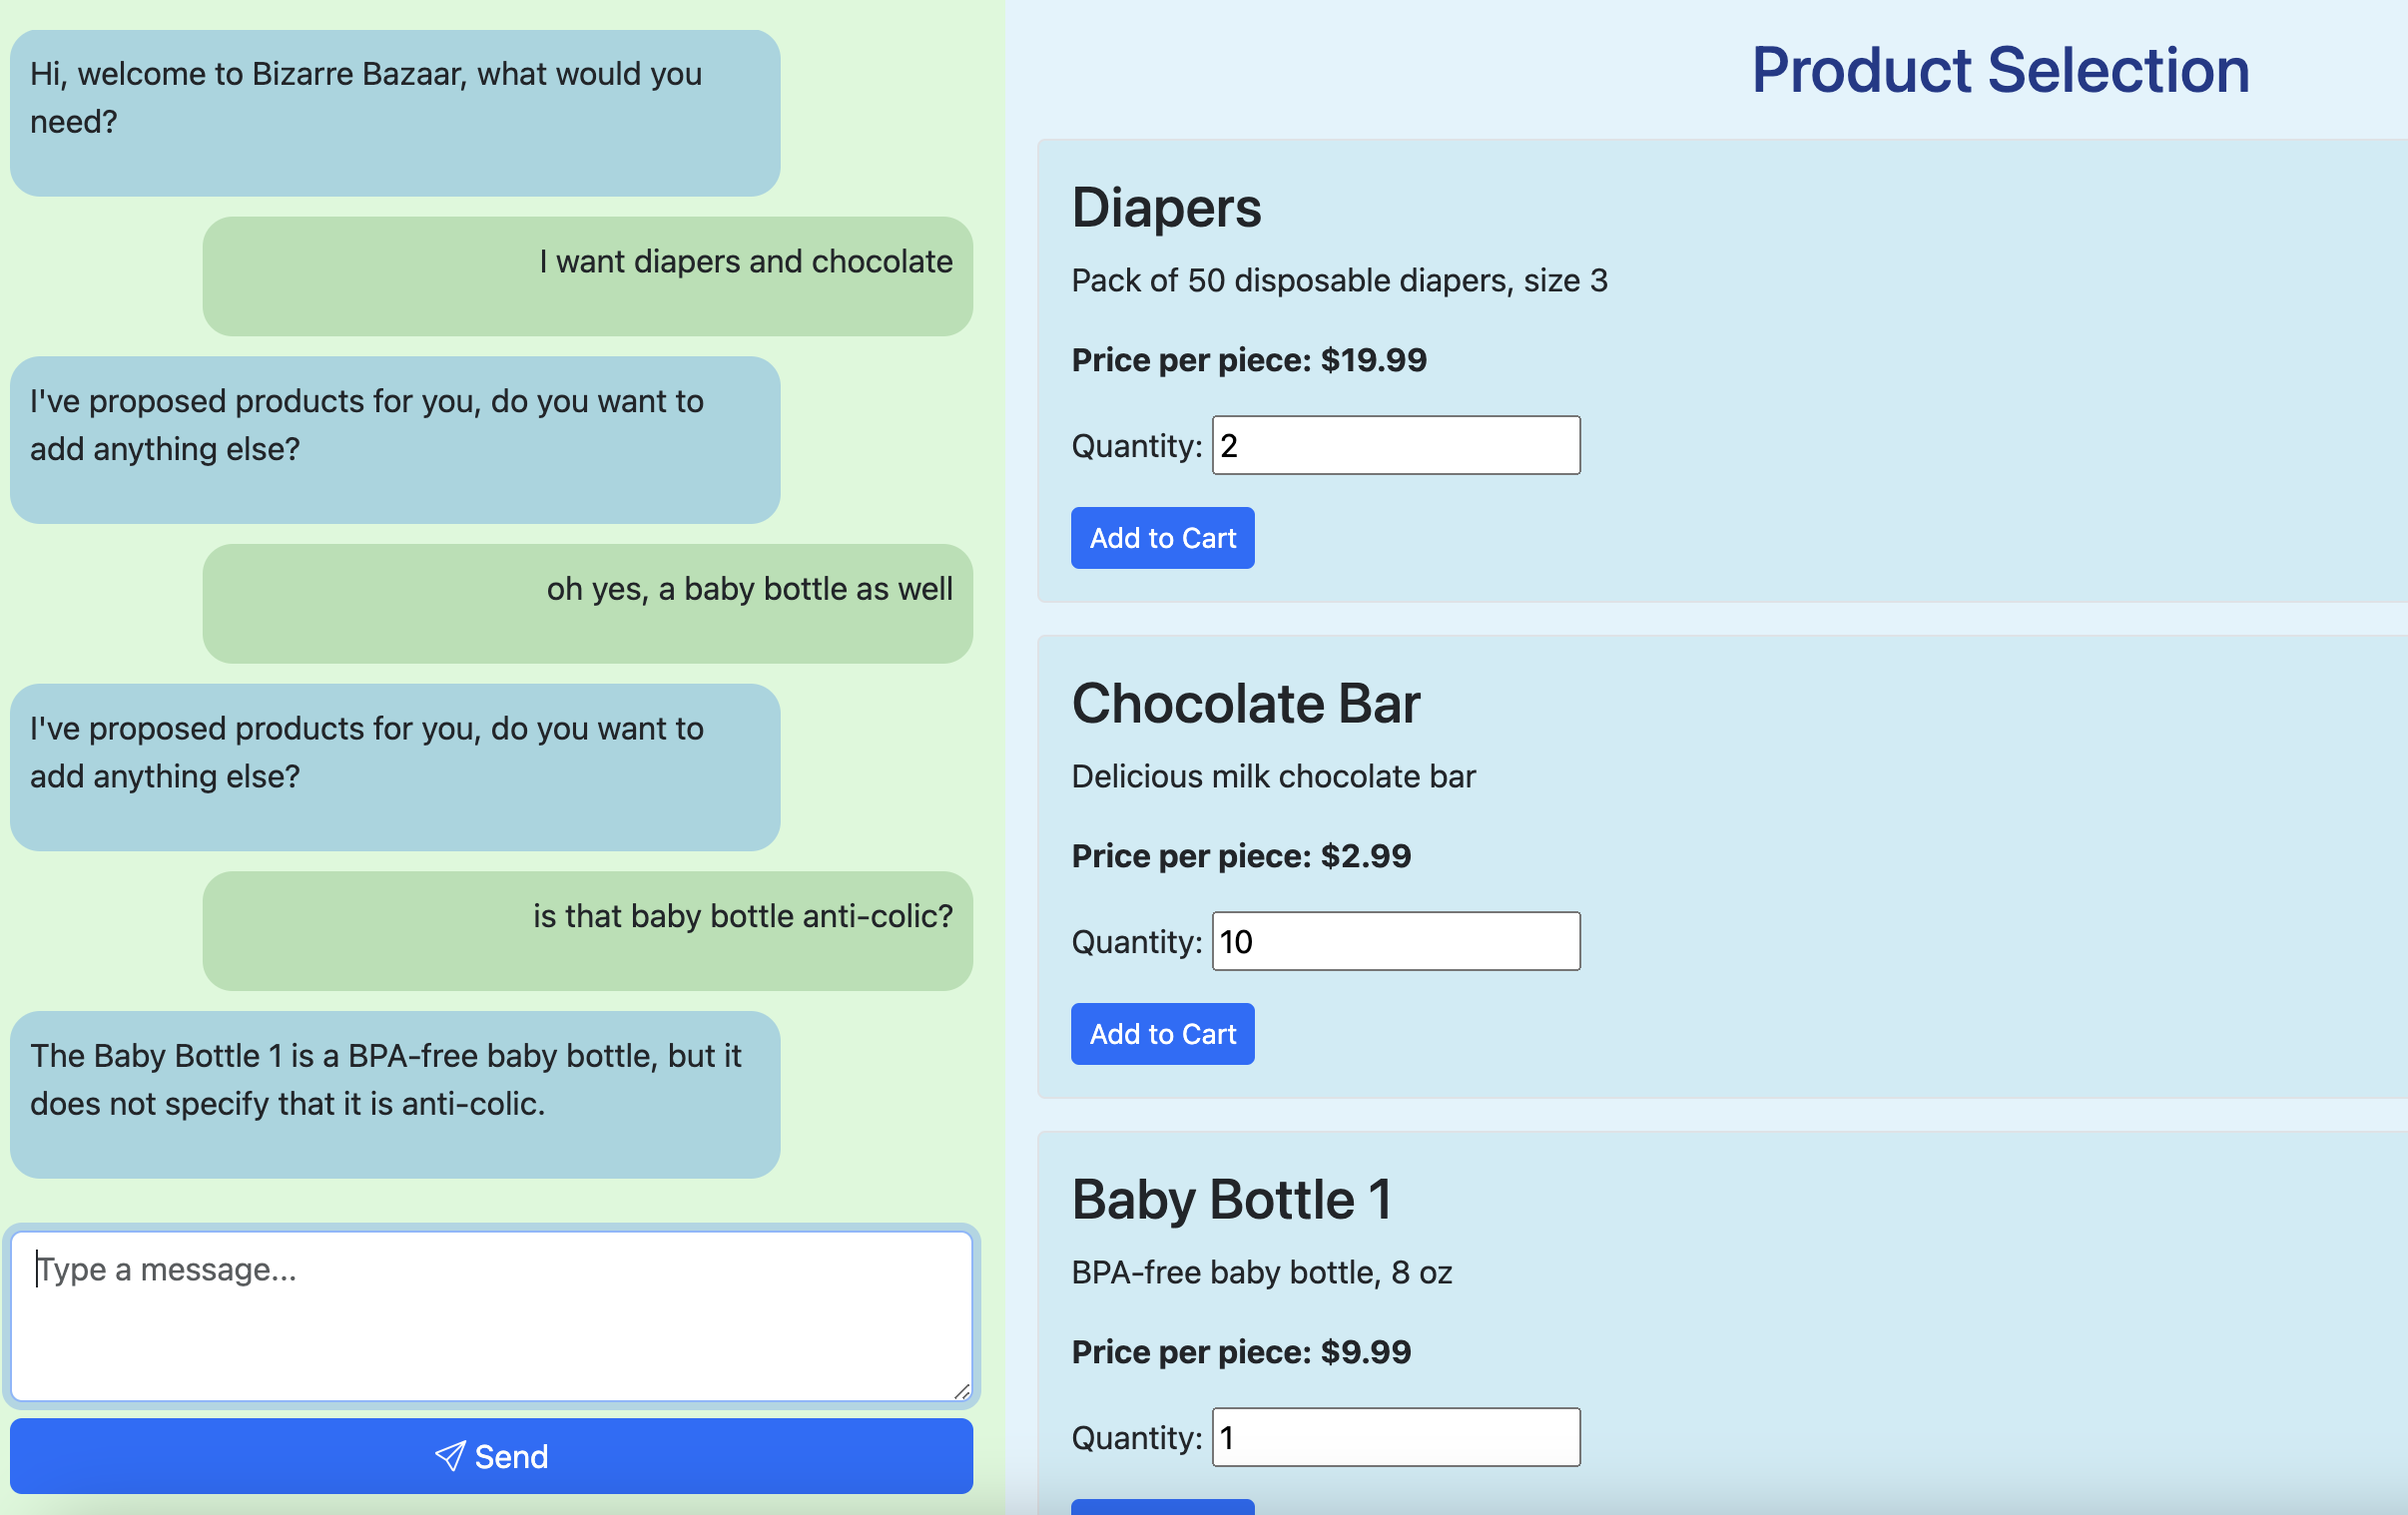 Hi, welcome to Bizarre Bazaar, what would you
need?
I want diapers and chocolate
I've proposed products for you, do you want to
add anything else?
oh yes, a baby bottle as well
I've proposed products for you, do you want to
add anything else?
is that baby bottle anti-colic?
The Baby Bottle 1 is a BPA-free baby bottle, but it
does not specify that it is anti-colic.
Type a message...
Send
Product Selection
Diapers
Pack of 50 disposable diapers, size 3
Price per piece: $19.99
Quantity: 2
Add to Cart
Chocolate Bar
Delicious milk chocolate bar
Price per piece: $2.99
Quantity: 10
Add to Cart
Baby Bottle 1
BPA-free baby bottle, 8 oz
Price per piece: $9.99
Quantity: 1